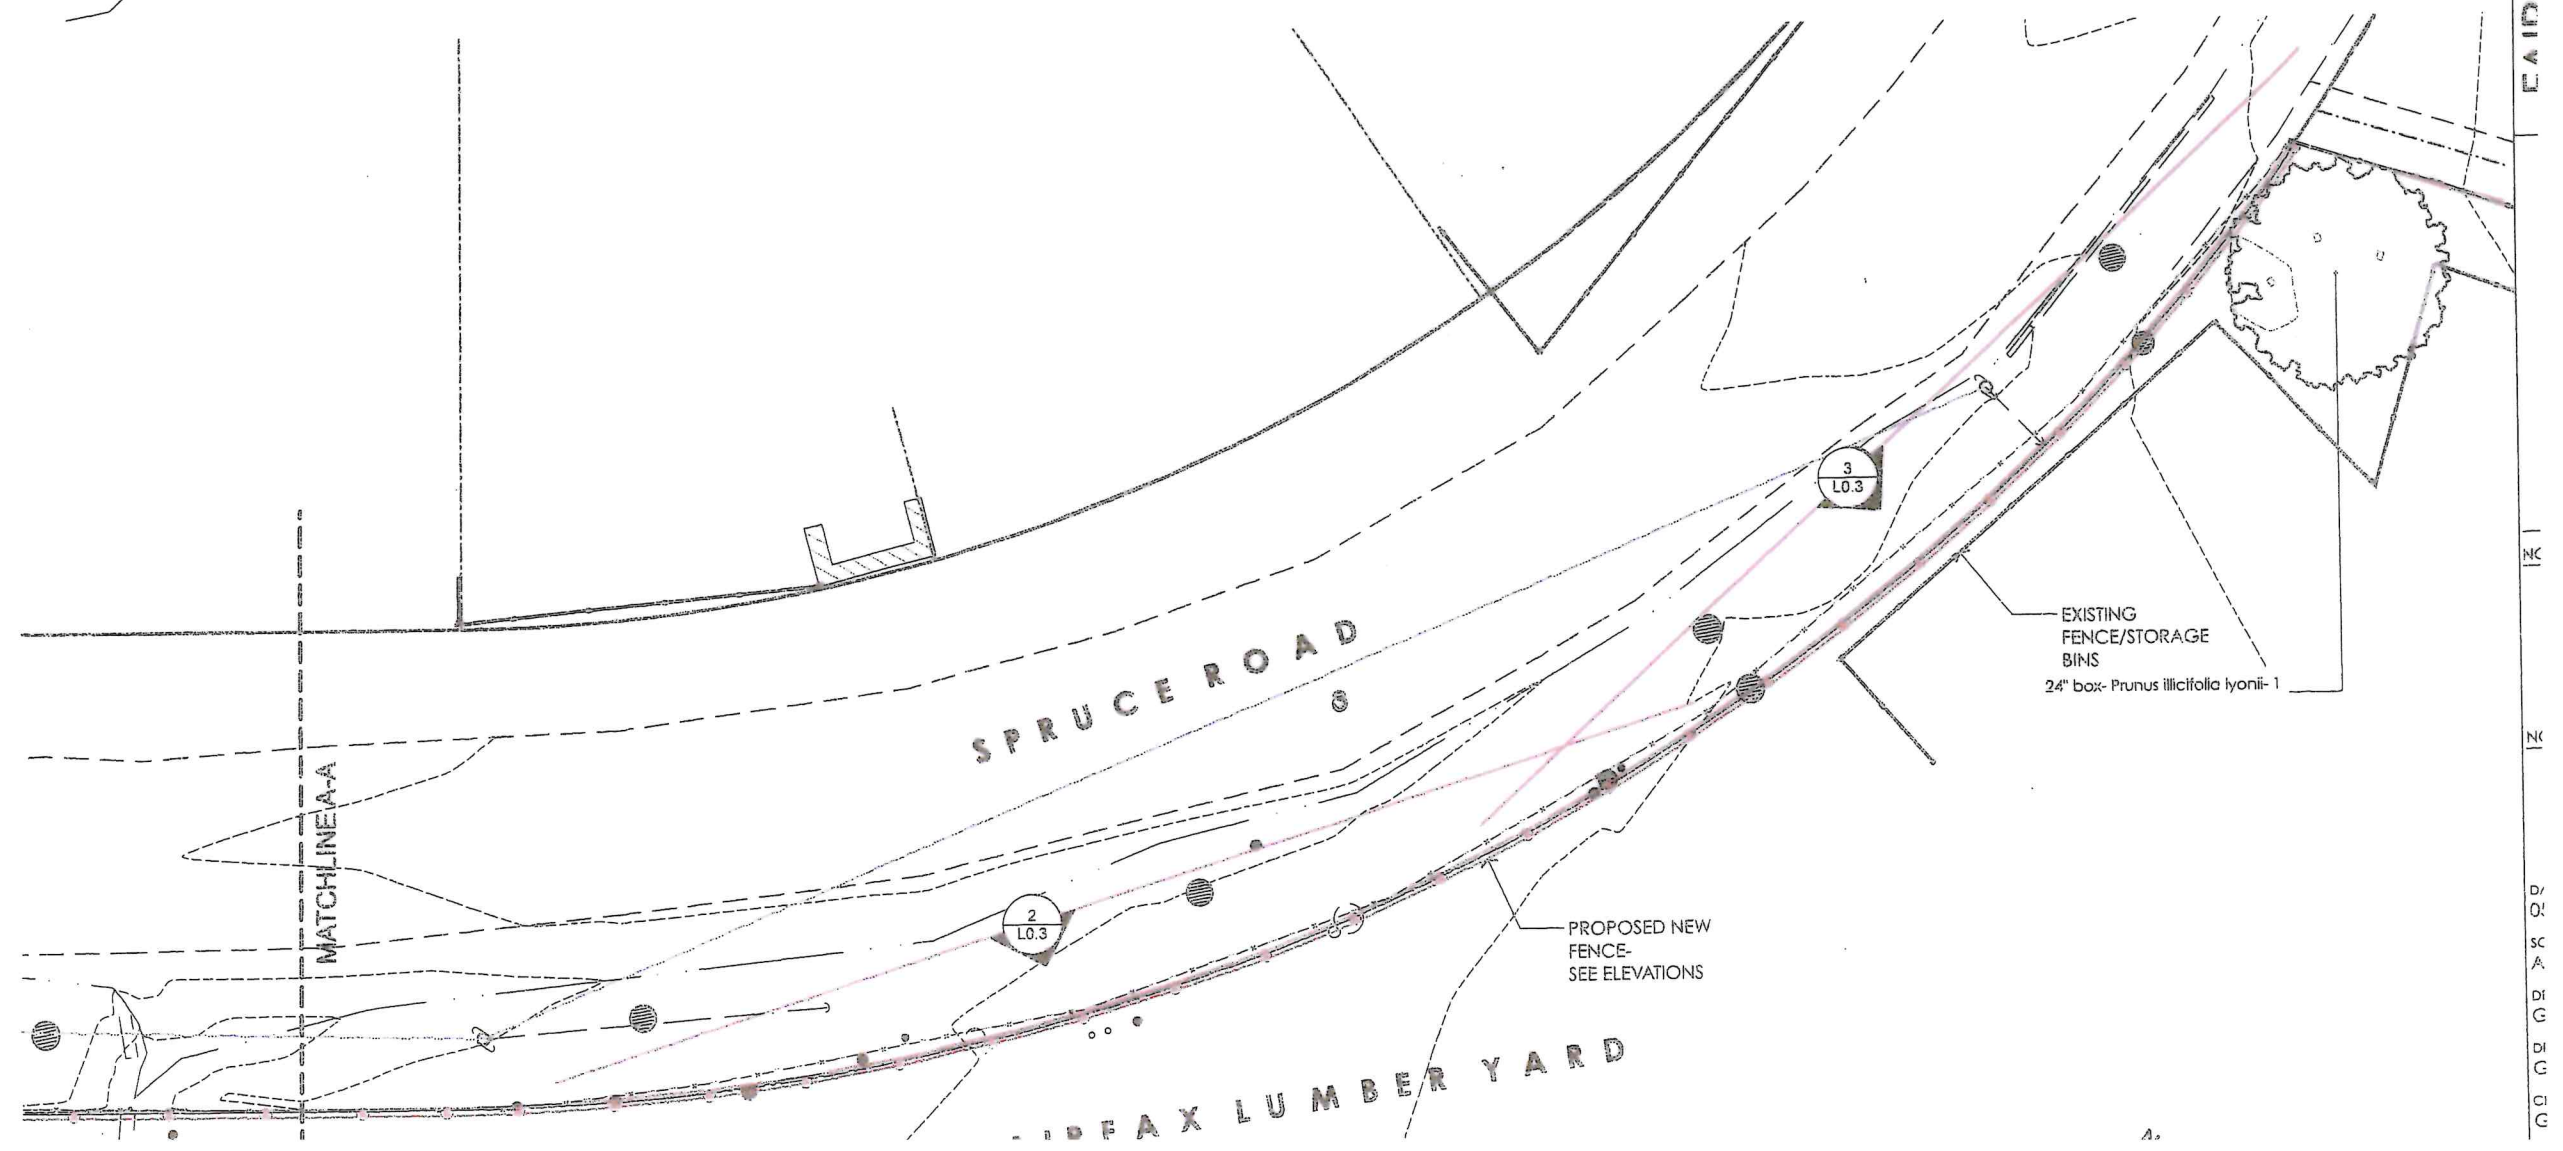 3
L0.3
EXISTING
FENCE/STORAGE
BINS
24" box- Prunus illicifolia lyonii- 1
SPRUCE ROAD
MATCHLINE A-A
2
L0.3
PROPOSED NEW
FENCE-
SEE ELEVATIONS
LUMBER YARD